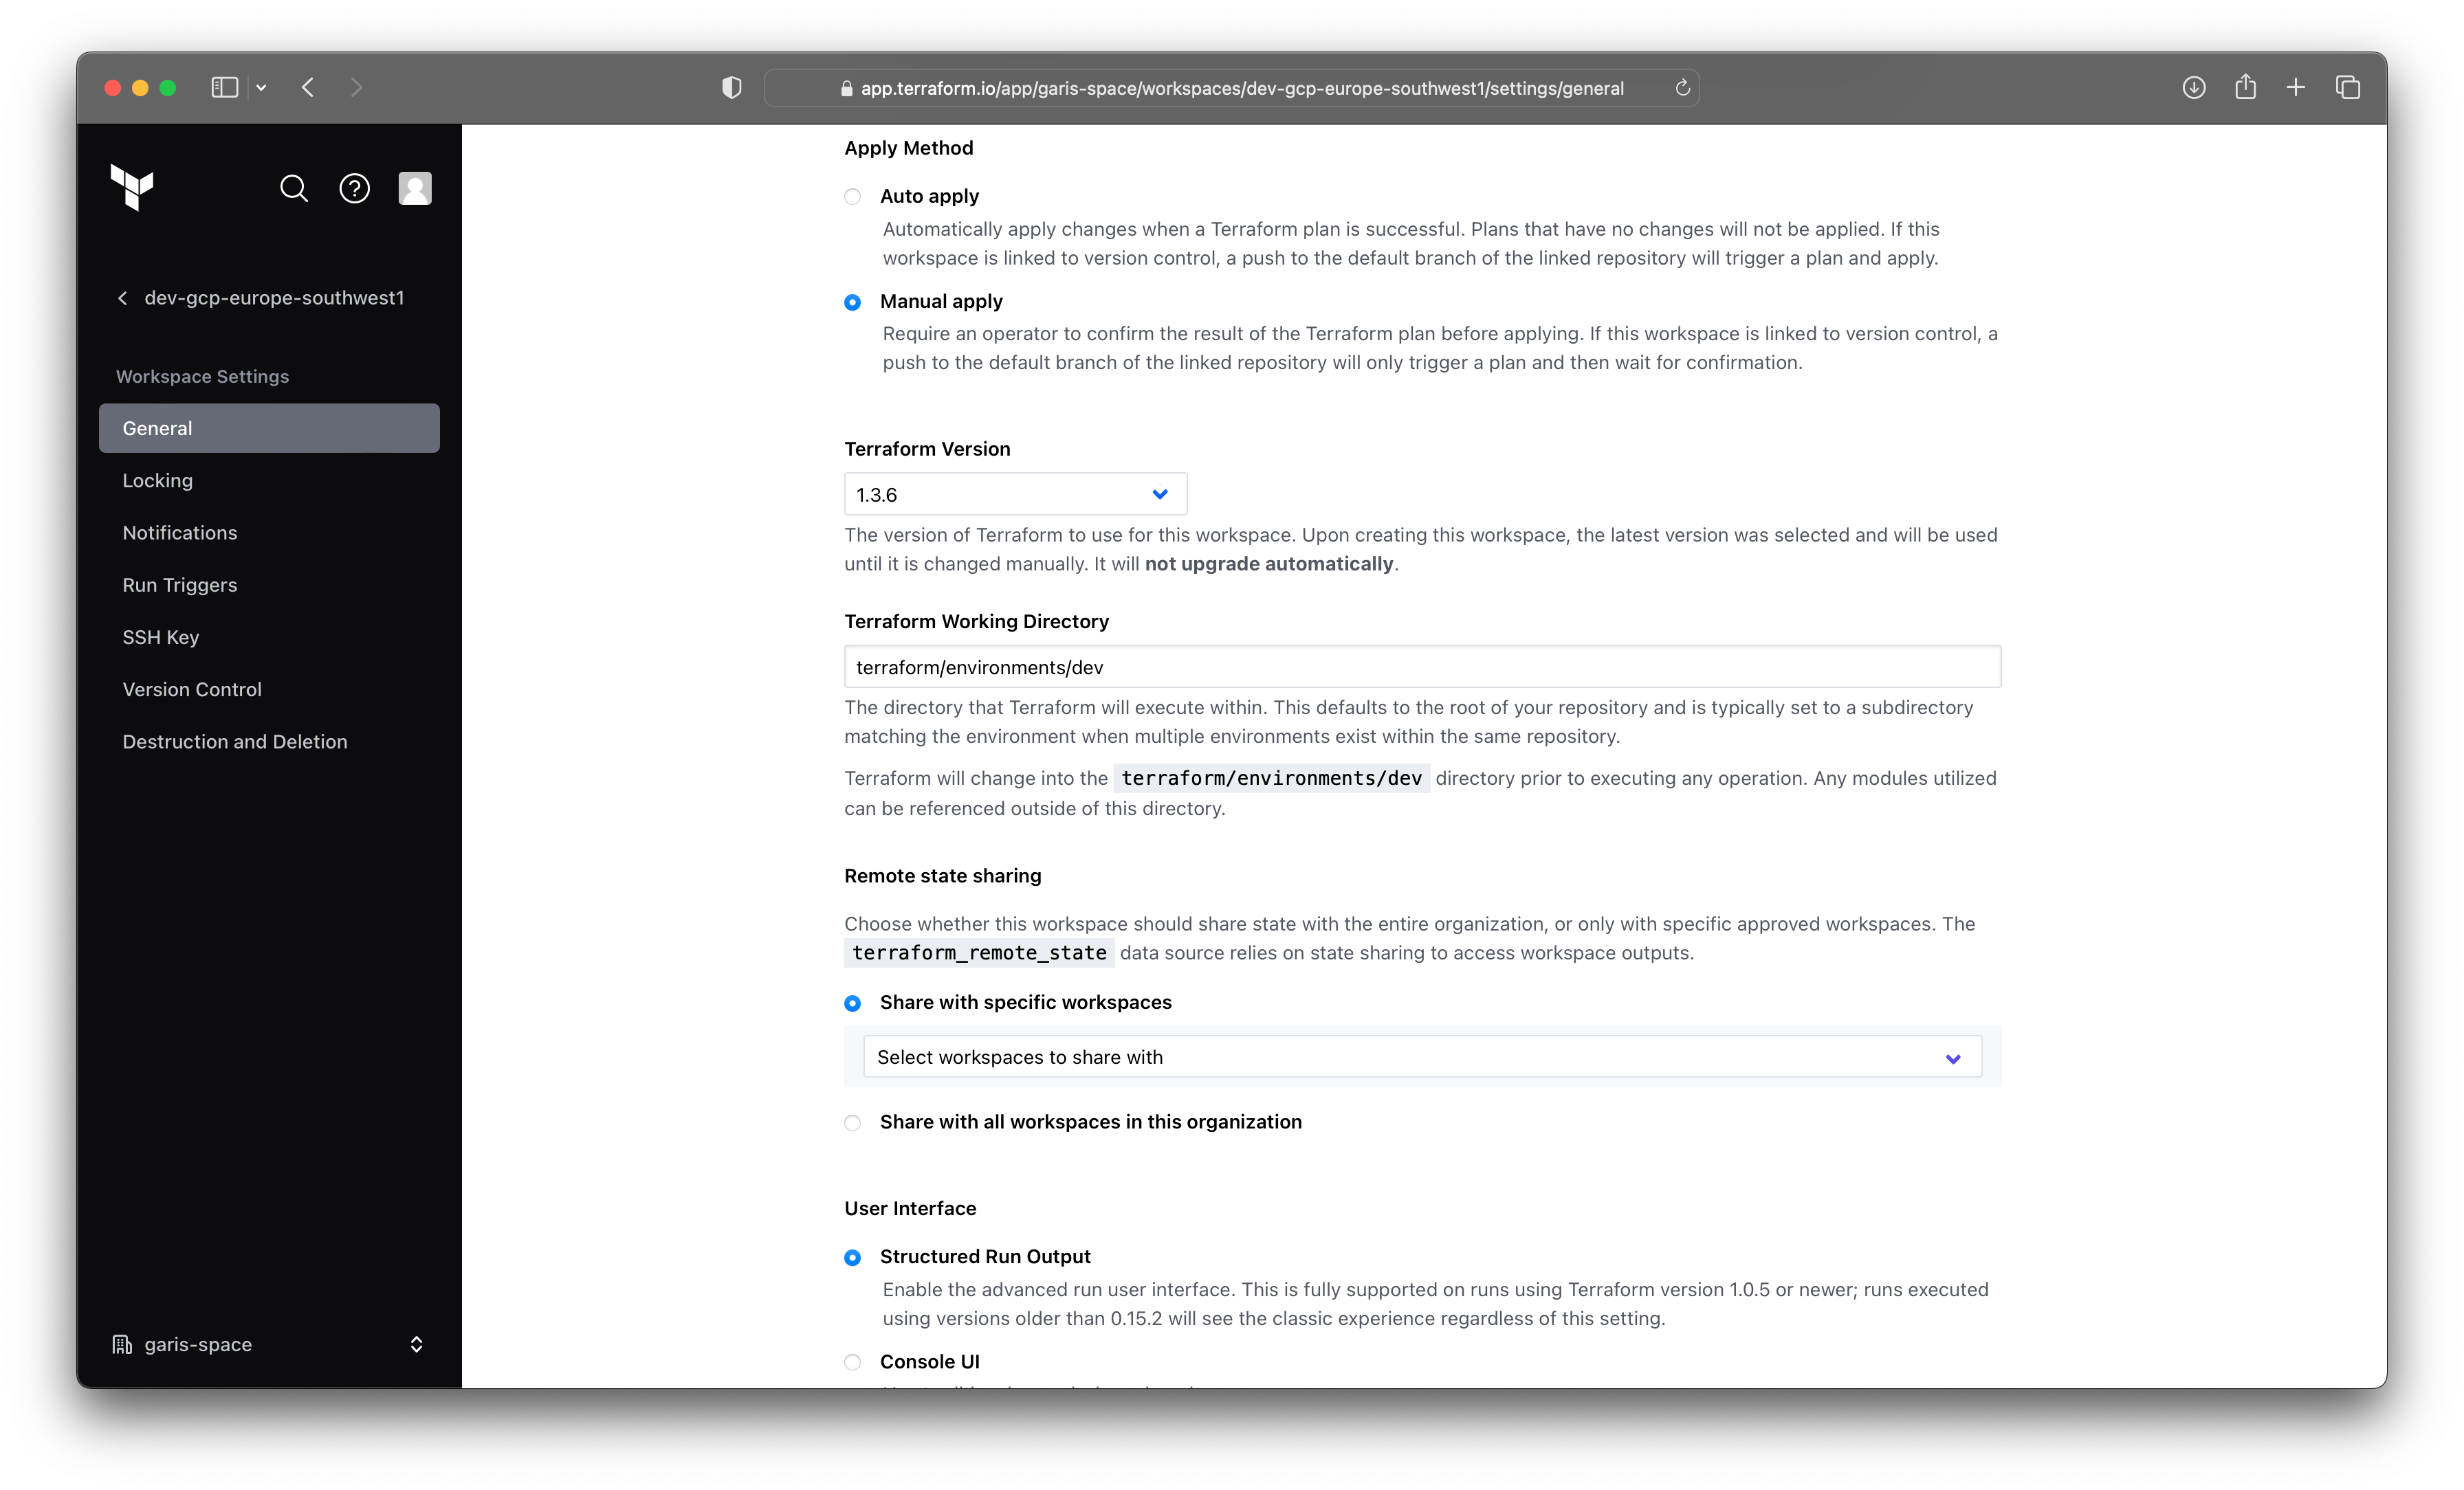 app.terraform.io/app/garis-space/workspaces/dev-gcp-europe-southwest1/settings/general
dev-gcp-europe-southwest1
Workspace Settings
General
Locking
Notifications
Run Triggers
SSH Key
Version Control
Destruction and Deletion
garis-space
Apply Method
Auto apply
Automatically apply changes when a Terraform plan is successful. Plans that have no changes will not be applied. If this
workspace is linked to version control, a push to the default branch of the linked repository will trigger a plan and apply.
Manual apply
Require an operator to confirm the result of the Terraform plan before applying. If this workspace is linked to version control, a
push to the default branch of the linked repository will only trigger a plan and then wait for confirmation.
Terraform Version
1.3.6
The version of Terraform to use for this workspace. Upon creating this workspace, the latest version was selected and will be used
until it is changed manually. It will not upgrade automatically.
Terraform Working Directory
terraform/environments/dev
The directory that Terraform will execute within. This defaults to the root of your repository and is typically set to a subdirectory
matching the environment when multiple environments exist within the same repository.
Terraform will change into the terraform/environments/dev directory prior to executing any operation. Any modules utilized
can be referenced outside of this directory.
Remote state sharing
Choose whether this workspace should share state with the entire organization, or only with specific approved workspaces. The
terraform_remote_state data source relies on state sharing to access workspace outputs.
Share with specific workspaces
Select workspaces to share with
Share with all workspaces in this organization
User Interface
Structured Run Output
Enable the advanced run user interface. This is fully supported on runs using Terraform version 1.0.5 or newer; runs executed
using versions older than 0.15.2 will see the classic experience regardless of this setting.
Console UI